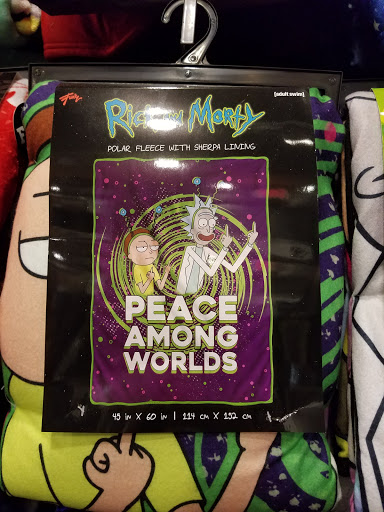 Rick and Morty
[adult swim]
POLAR FLEECE WITH SHERPA LINING
PEACE
AMONG
WORLDS
45 in X 60 in | 114 cm X 152 cm